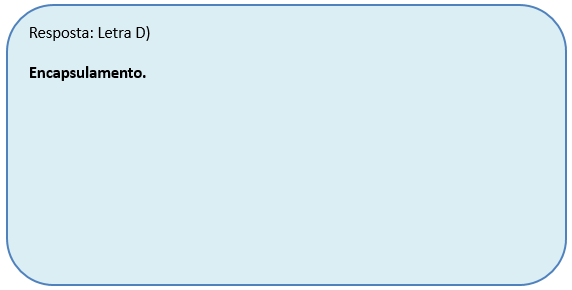 Resposta: Letra D)
Encapsulamento.